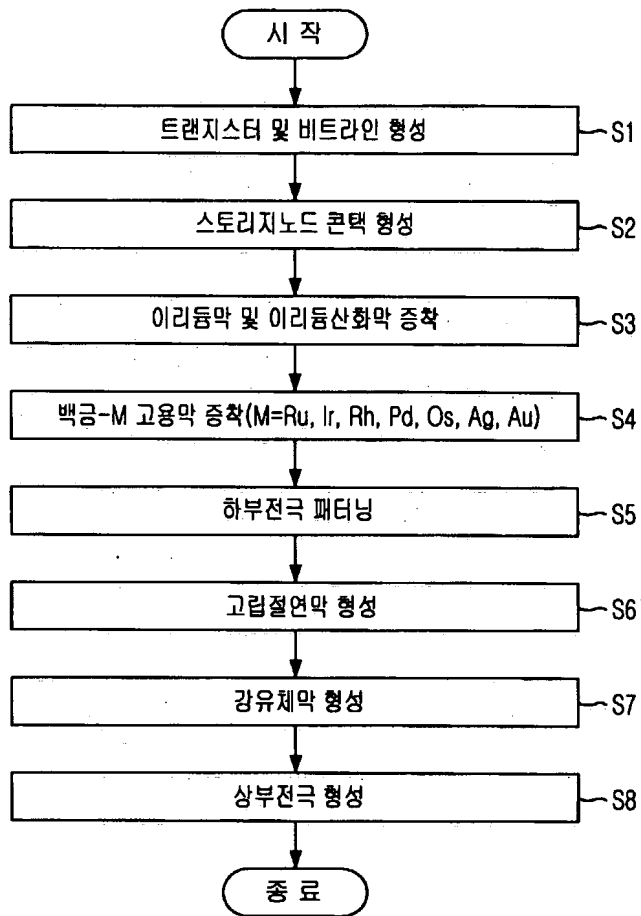 시 작
트랜지스터 및 비트라인 형성
S1
스토리지노드 콘택 형성
S2
이리듐막 및 이리듐산화막 증착
S3
백금-M 고용막 증착(M=Ru, Ir, Rh, Pd, Os, Ag, Au)
S4
하부전극 패터닝
S5
고립절연막 형성
S6
강유체막 형성
S7
상부전극 형성
S8
종 료